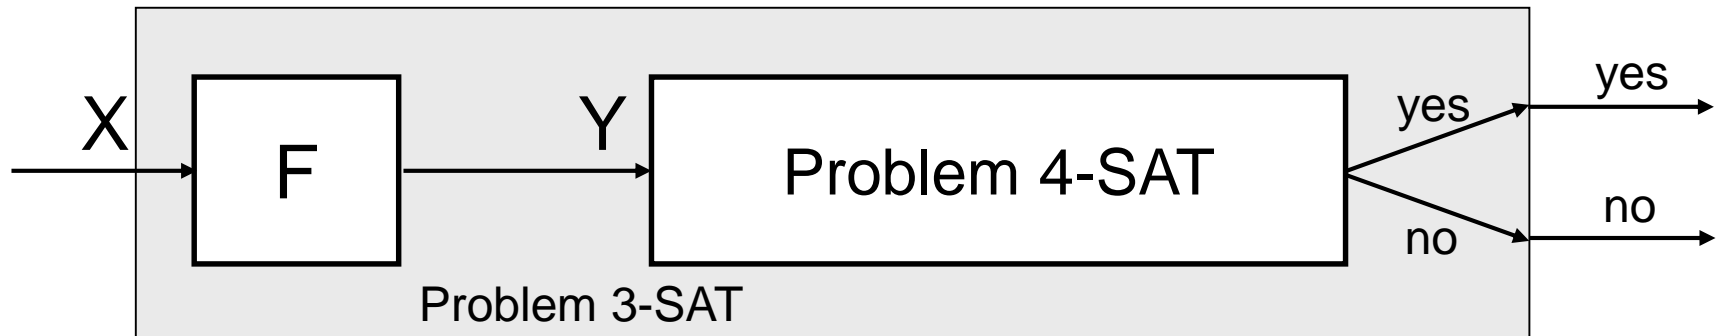 X
F
Y
Problem 4-SAT
yes
no
yes
no
Problem 3-SAT